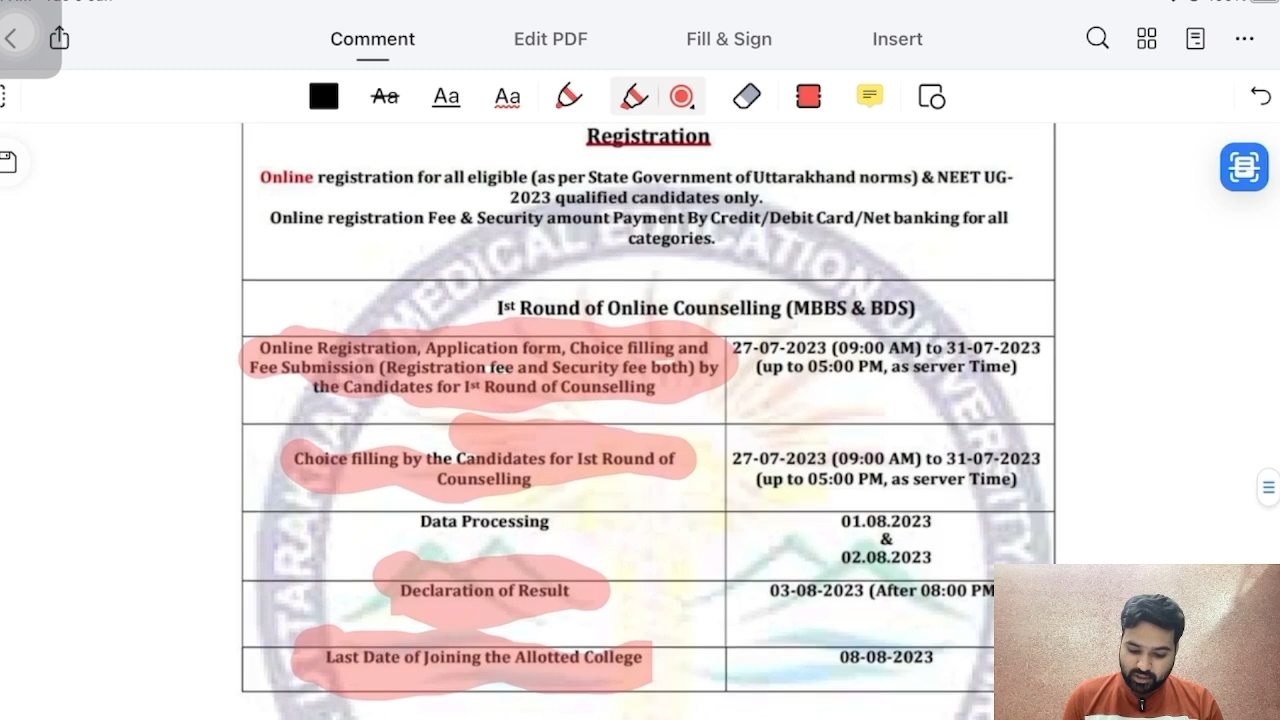 Comment
Edit PDF
Fill & Sign
Insert
Aa
Aa
Aa
Registration
Online registration for all eligible (as per State Government of Uttarakhand norms) & NEET UG-
2023 qualified candidates only.
Online registration Fee & Security amount Payment By Credit/Debit Card/Net banking for all
categories.
Ist Round of Online Counselling (MBBS & BDS)
Online Registration, Application form, Choice filling and
Fee Submission (Registration fee and Security fee both) by
the Candidates for Ist Round of Counselling
27-07-2023 (09:00 AM) to 31-07-2023
(up to 05:00 PM, as server Time)
Choice filling by the Candidates for Ist Round of
Counselling
27-07-2023 (09:00 AM) to 31-07-2023
(up to 05:00 PM, as server Time)
Data Processing
01.08.2023
&
02.08.2023
Declaration of Result
03-08-2023 (After 08:00 PM
Last Date of Joining the Allotted College
08-08-2023
MEDICAL EDUCATION UNIVERSITY